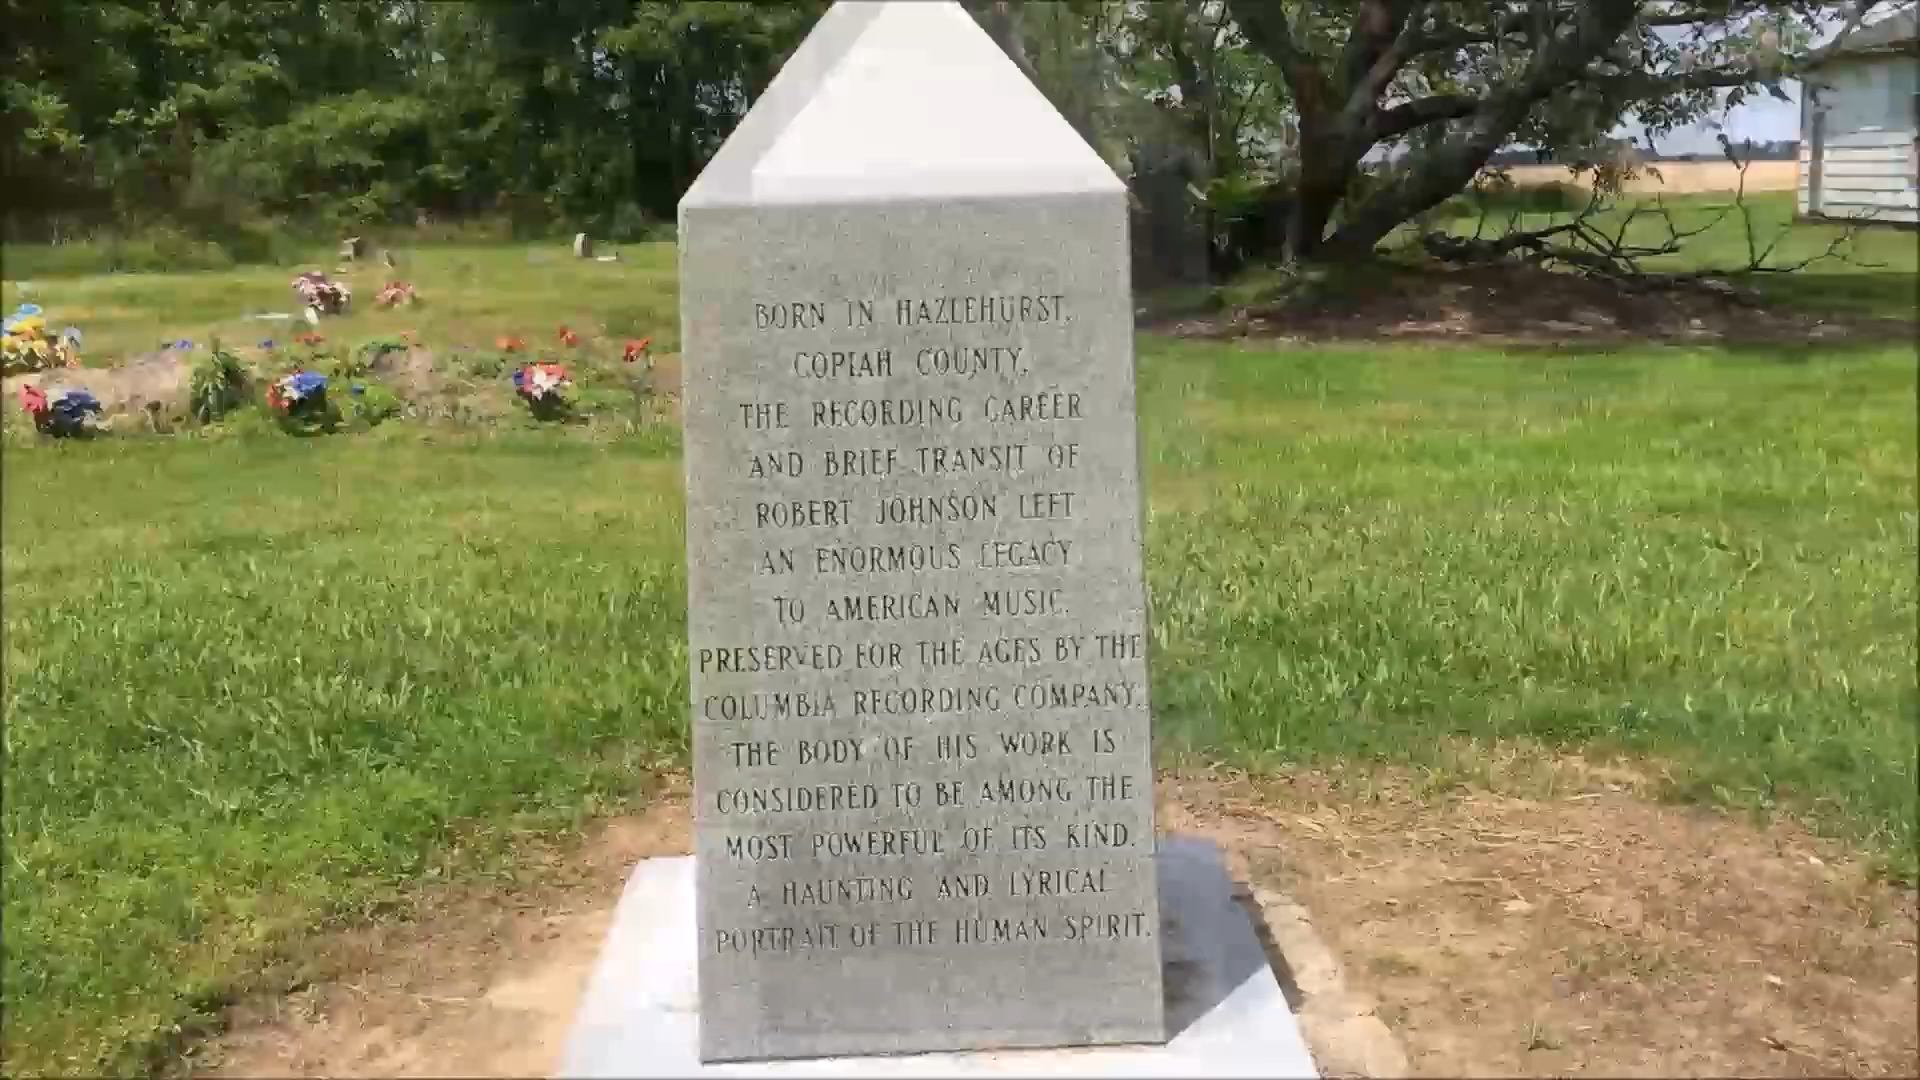 BORN IN HAZLEHURST,
COPIAH COUNTY,
THE RECORDING CAREER
AND BRIEF TRANSIT OF
ROBERT JOHNSON LEFT
AN ENORMOUS LEGACY
TO AMERICAN MUSIC.
PRESERVED FOR THE AGES BY THE
COLUMBIA RECORDING COMPANY,
THE BODY OF HIS WORK IS
CONSIDERED TO BE AMONG THE
MOST POWERFUL OF ITS KIND.
A HAUNTING AND LYRICAL
PORTRAIT OF THE HUMAN SPIRIT.